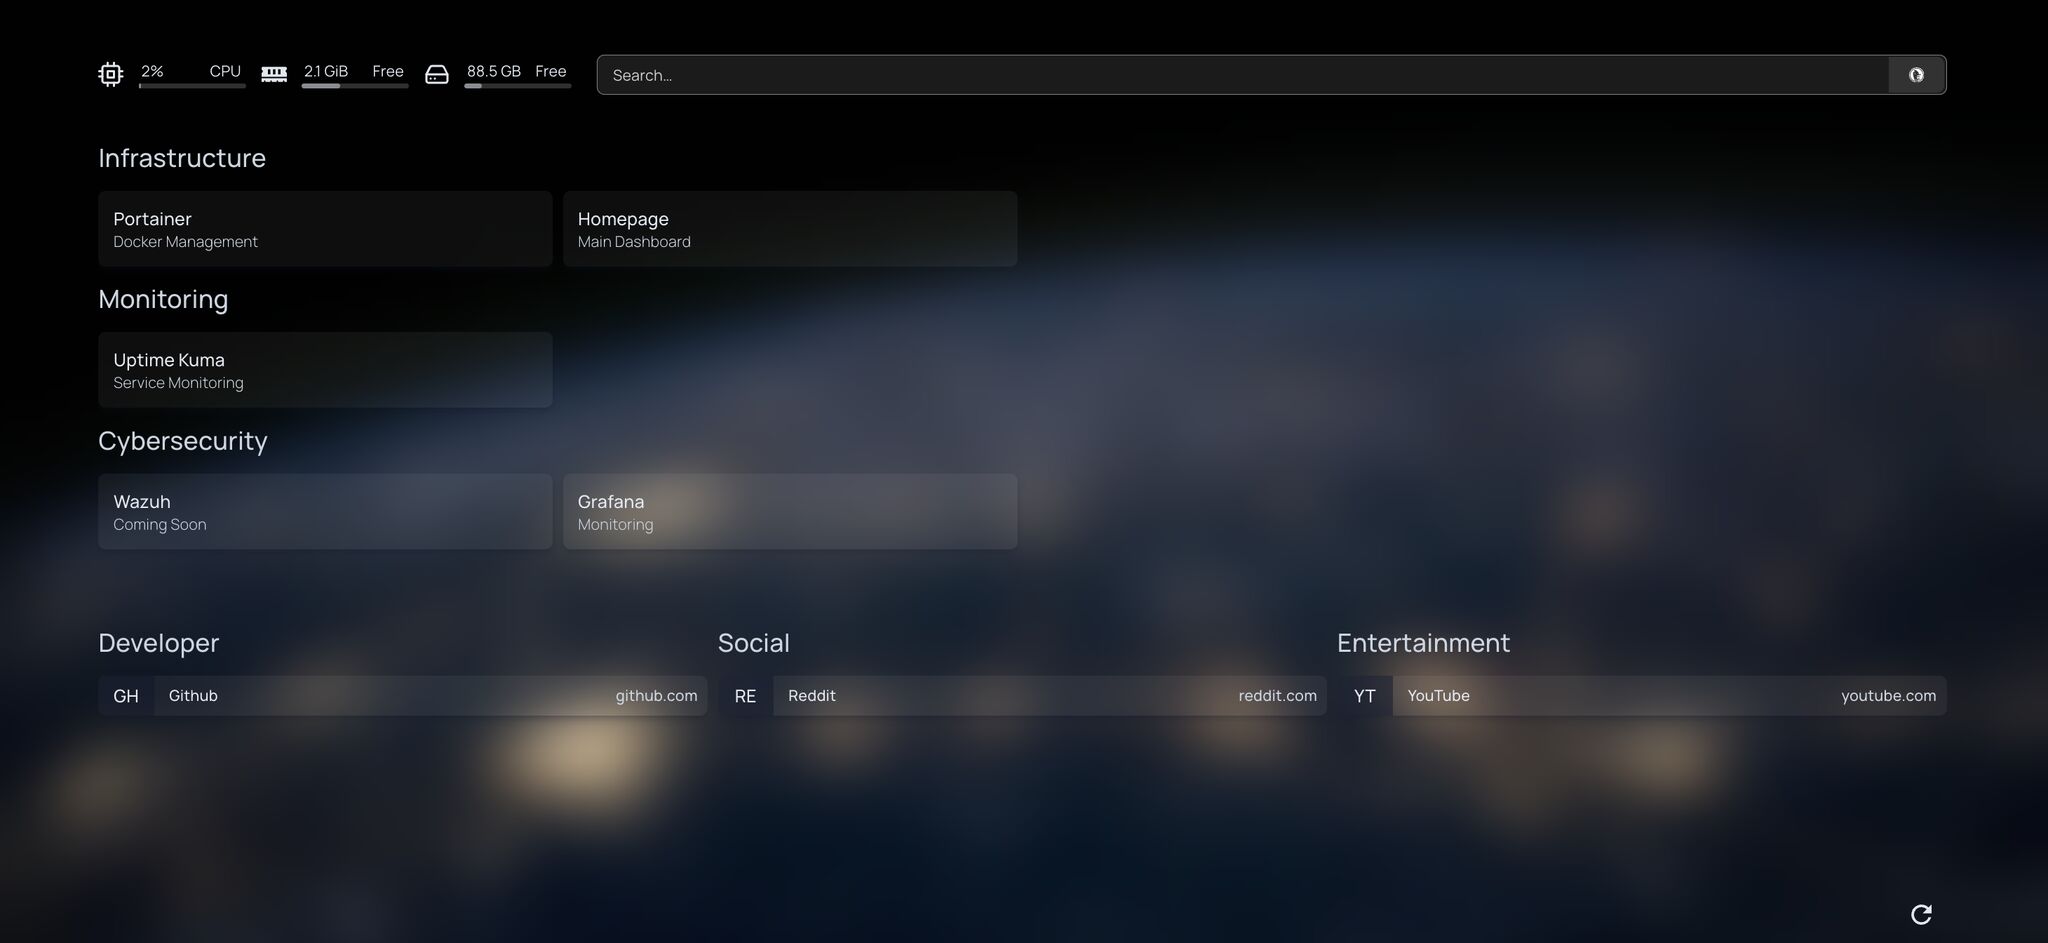 2% CPU 2.1 GiB Free 88.5 GB Free Search...
Infrastructure
Portainer
Docker Management
Homepage
Main Dashboard
Monitoring
Uptime Kuma
Service Monitoring
Cybersecurity
Wazuh
Coming Soon
Grafana
Monitoring
Developer
GH Github github.com
Social
RE Reddit reddit.com
Entertainment
YT YouTube youtube.com